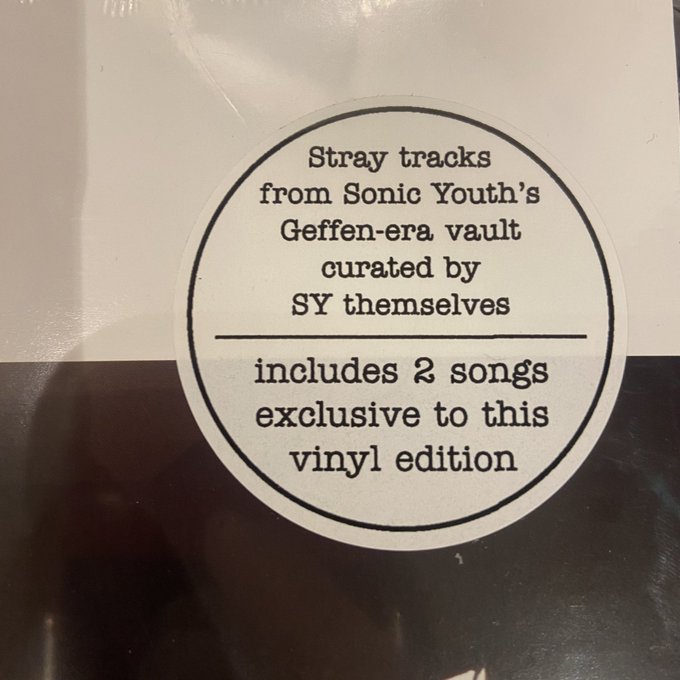 Stray tracks
from Sonic Youth's
Geffen-era vault
curated by
SY themselves
includes 2 songs
exclusive to this
vinyl edition